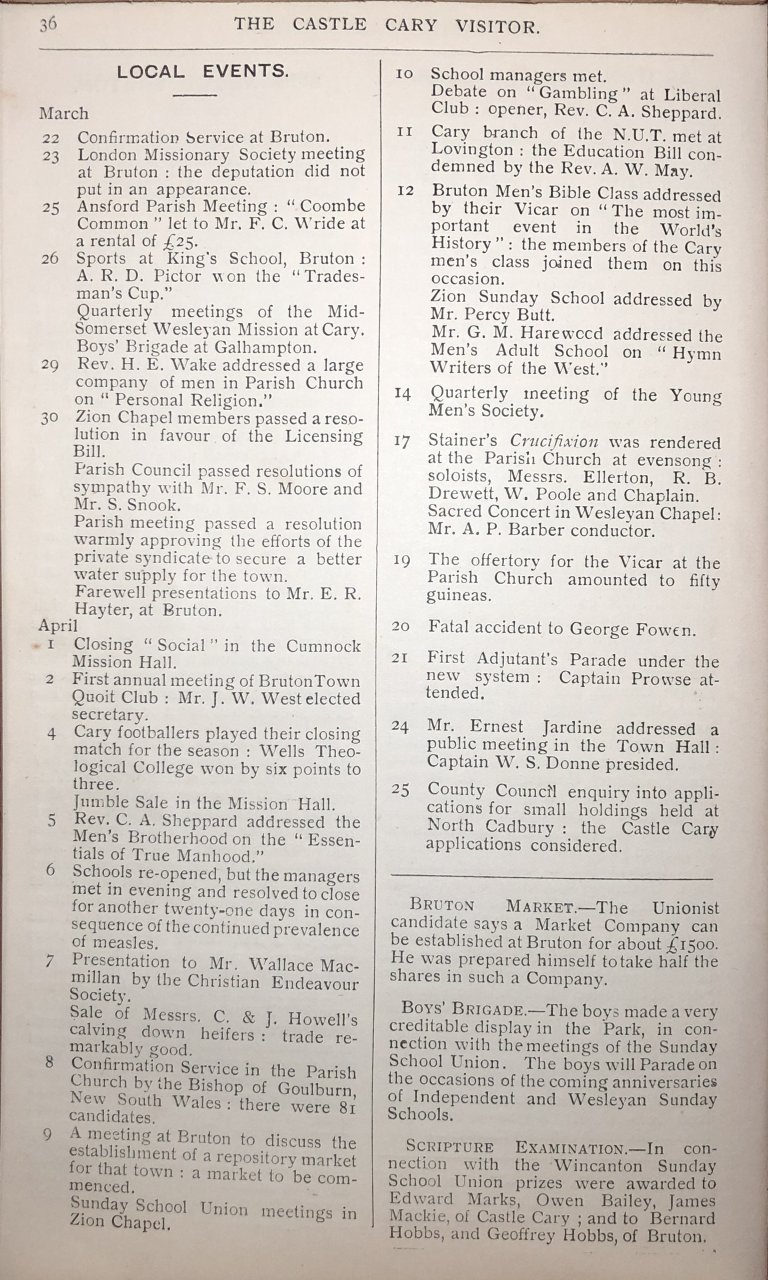 36
THE CASTLE CARY VISITOR.
LOCAL EVENTS.
March
22 Confirmation Service at Bruton.
23 London Missionary Society meeting
at Bruton : the deputation did not
put in an appearance.
25 Ansford Parish Meeting : “ Coombe
Common ” let to Mr. F. C. Wride at
a rental of £25.
26 Sports at King's School, Bruton :
A. R. D. Pictor won the “ Trades-
man's Cup.”
Quarterly meetings of the Mid-
Somerset Wesleyan Mission at Cary.
Boys' Brigade at Galhampton.
29 Rev. H. E. Wake addressed a large
company of men in Parish Church
on “ Personal Religion.”
30 Zion Chapel members passed a reso-
lution in favour of the Licensing
Bill.
Parish Council passed resolutions of
sympathy with Mr. F. S. Moore and
Mr. S. Snook.
Parish meeting passed a resolution
warmly approving the efforts of the
private syndicate to secure a better
water supply for the town.
Farewell presentations to Mr. E. R.
Hayter, at Bruton.
April
1 Closing “ Social ” in the Cumnock
Mission Hall.
2 First annual meeting of Bruton Town
Quoit Club : Mr. J. W. West elected
secretary.
4 Cary footballers played their closing
match for the season : Wells Theo-
logical College won by six points to
three.
Jumble Sale in the Mission Hall.
5 Rev. C. A. Sheppard addressed the
Men's Brotherhood on the “ Essen-
tials of True Manhood.”
6 Schools re-opened, but the managers
met in evening and resolved to close
for another twenty-one days in con-
sequence of the continued prevalence
of measles.
7 Presentation to Mr. Wallace Mac-
millan by the Christian Endeavour
Society.
Sale of Messrs. C. & J. Howell's
calving down heifers : trade re-
markably good.
8 Confirmation Service in the Parish
Church by the Bishop of Goulburn,
New South Wales : there were 81
candidates.
9 A meeting at Bruton to discuss the
establishment of a repository market
for that town : a market to be com-
menced.
Sunday School Union meetings in
Zion Chapel.
10 School managers met.
Debate on “ Gambling ” at Liberal
Club : opener, Rev. C. A. Sheppard.
11 Cary branch of the N.U.T. met at
Lovington : the Education Bill con-
demned by the Rev. A. W. May.
12 Bruton Men's Bible Class addressed
by their Vicar on “ The most im-
portant event in the World's
History ” : the members of the Cary
men's class joined them on this
occasion.
Zion Sunday School addressed by
Mr. Percy Butt.
Mr. G. M. Harewood addressed the
Men's Adult School on “ Hymn
Writers of the West.”
14 Quarterly meeting of the Young
Men's Society.
17 Stainer's Crucifixion was rendered
at the Parish Church at evensong :
soloists, Messrs. Ellerton, R. B.
Drewett, W. Poole and Chaplain.
Sacred Concert in Wesleyan Chapel :
Mr. A. P. Barber conductor.
19 The offertory for the Vicar at the
Parish Church amounted to fifty
guineas.
20 Fatal accident to George Fowen.
21 First Adjutant's Parade under the
new system : Captain Prowse at-
tended.
24 Mr. Ernest Jardine addressed a
public meeting in the Town Hall :
Captain W. S. Donne presided.
25 County Council enquiry into appli-
cations for small holdings held at
North Cadbury : the Castle Cary
applications considered.
BRUTON MARKET.—The Unionist
candidate says a Market Company can
be established at Bruton for about £1500.
He was prepared himself to take half the
shares in such a Company.
BOYS' BRIGADE.—The boys made a very
creditable display in the Park, in con-
nection with the meetings of the Sunday
School Union. The boys will Parade on
the occasions of the coming anniversaries
of Independent and Wesleyan Sunday
Schools.
SCRIPTURE EXAMINATION.—In con-
nection with the Wincanton Sunday
School Union prizes were awarded to
Edward Marks, Owen Bailey, James
Mackie, of Castle Cary ; and to Bernard
Hobbs, and Geoffrey Hobbs, of Bruton.